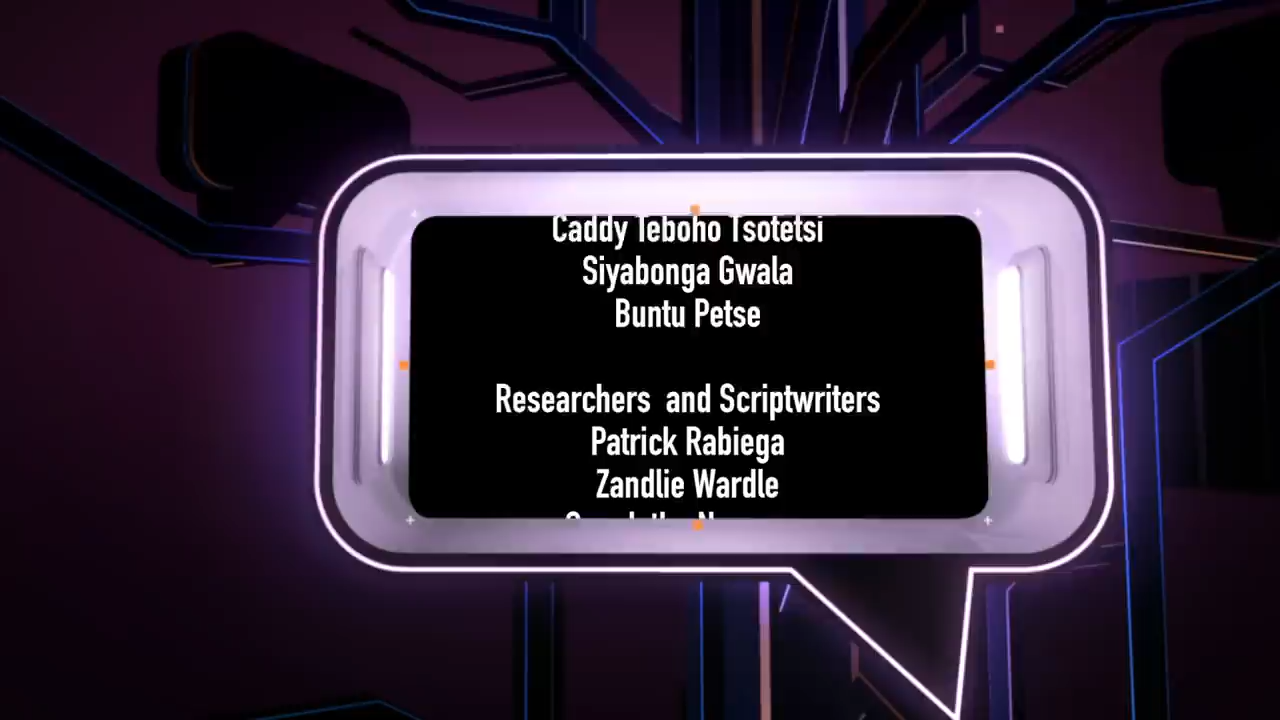 Caddy Teboho Tsotetsi
Siyabonga Gwala
Buntu Petse
Researchers and Scriptwriters
Patrick Rabiega
Zandlie Wardle